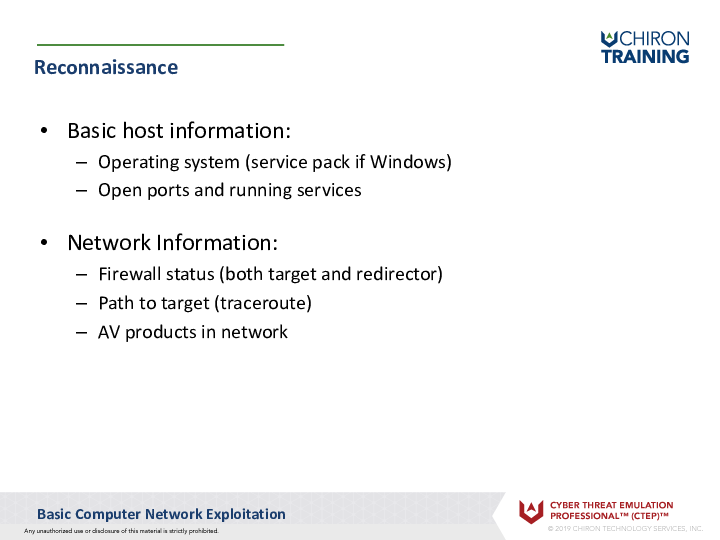 CHIRON
TRAINING
Reconnaissance
• Basic host information:
– Operating system (service pack if Windows)
– Open ports and running services
• Network Information:
– Firewall status (both target and redirector)
– Path to target (traceroute)
– AV products in network
Basic Computer Network Exploitation
Any unauthorized use or disclosure of this material is strictly prohibited.
CYBER THREAT EMULATION
PROFESSIONAL™ (CTEP)™
© 2019 CHIRON TECHNOLOGY SERVICES, INC.